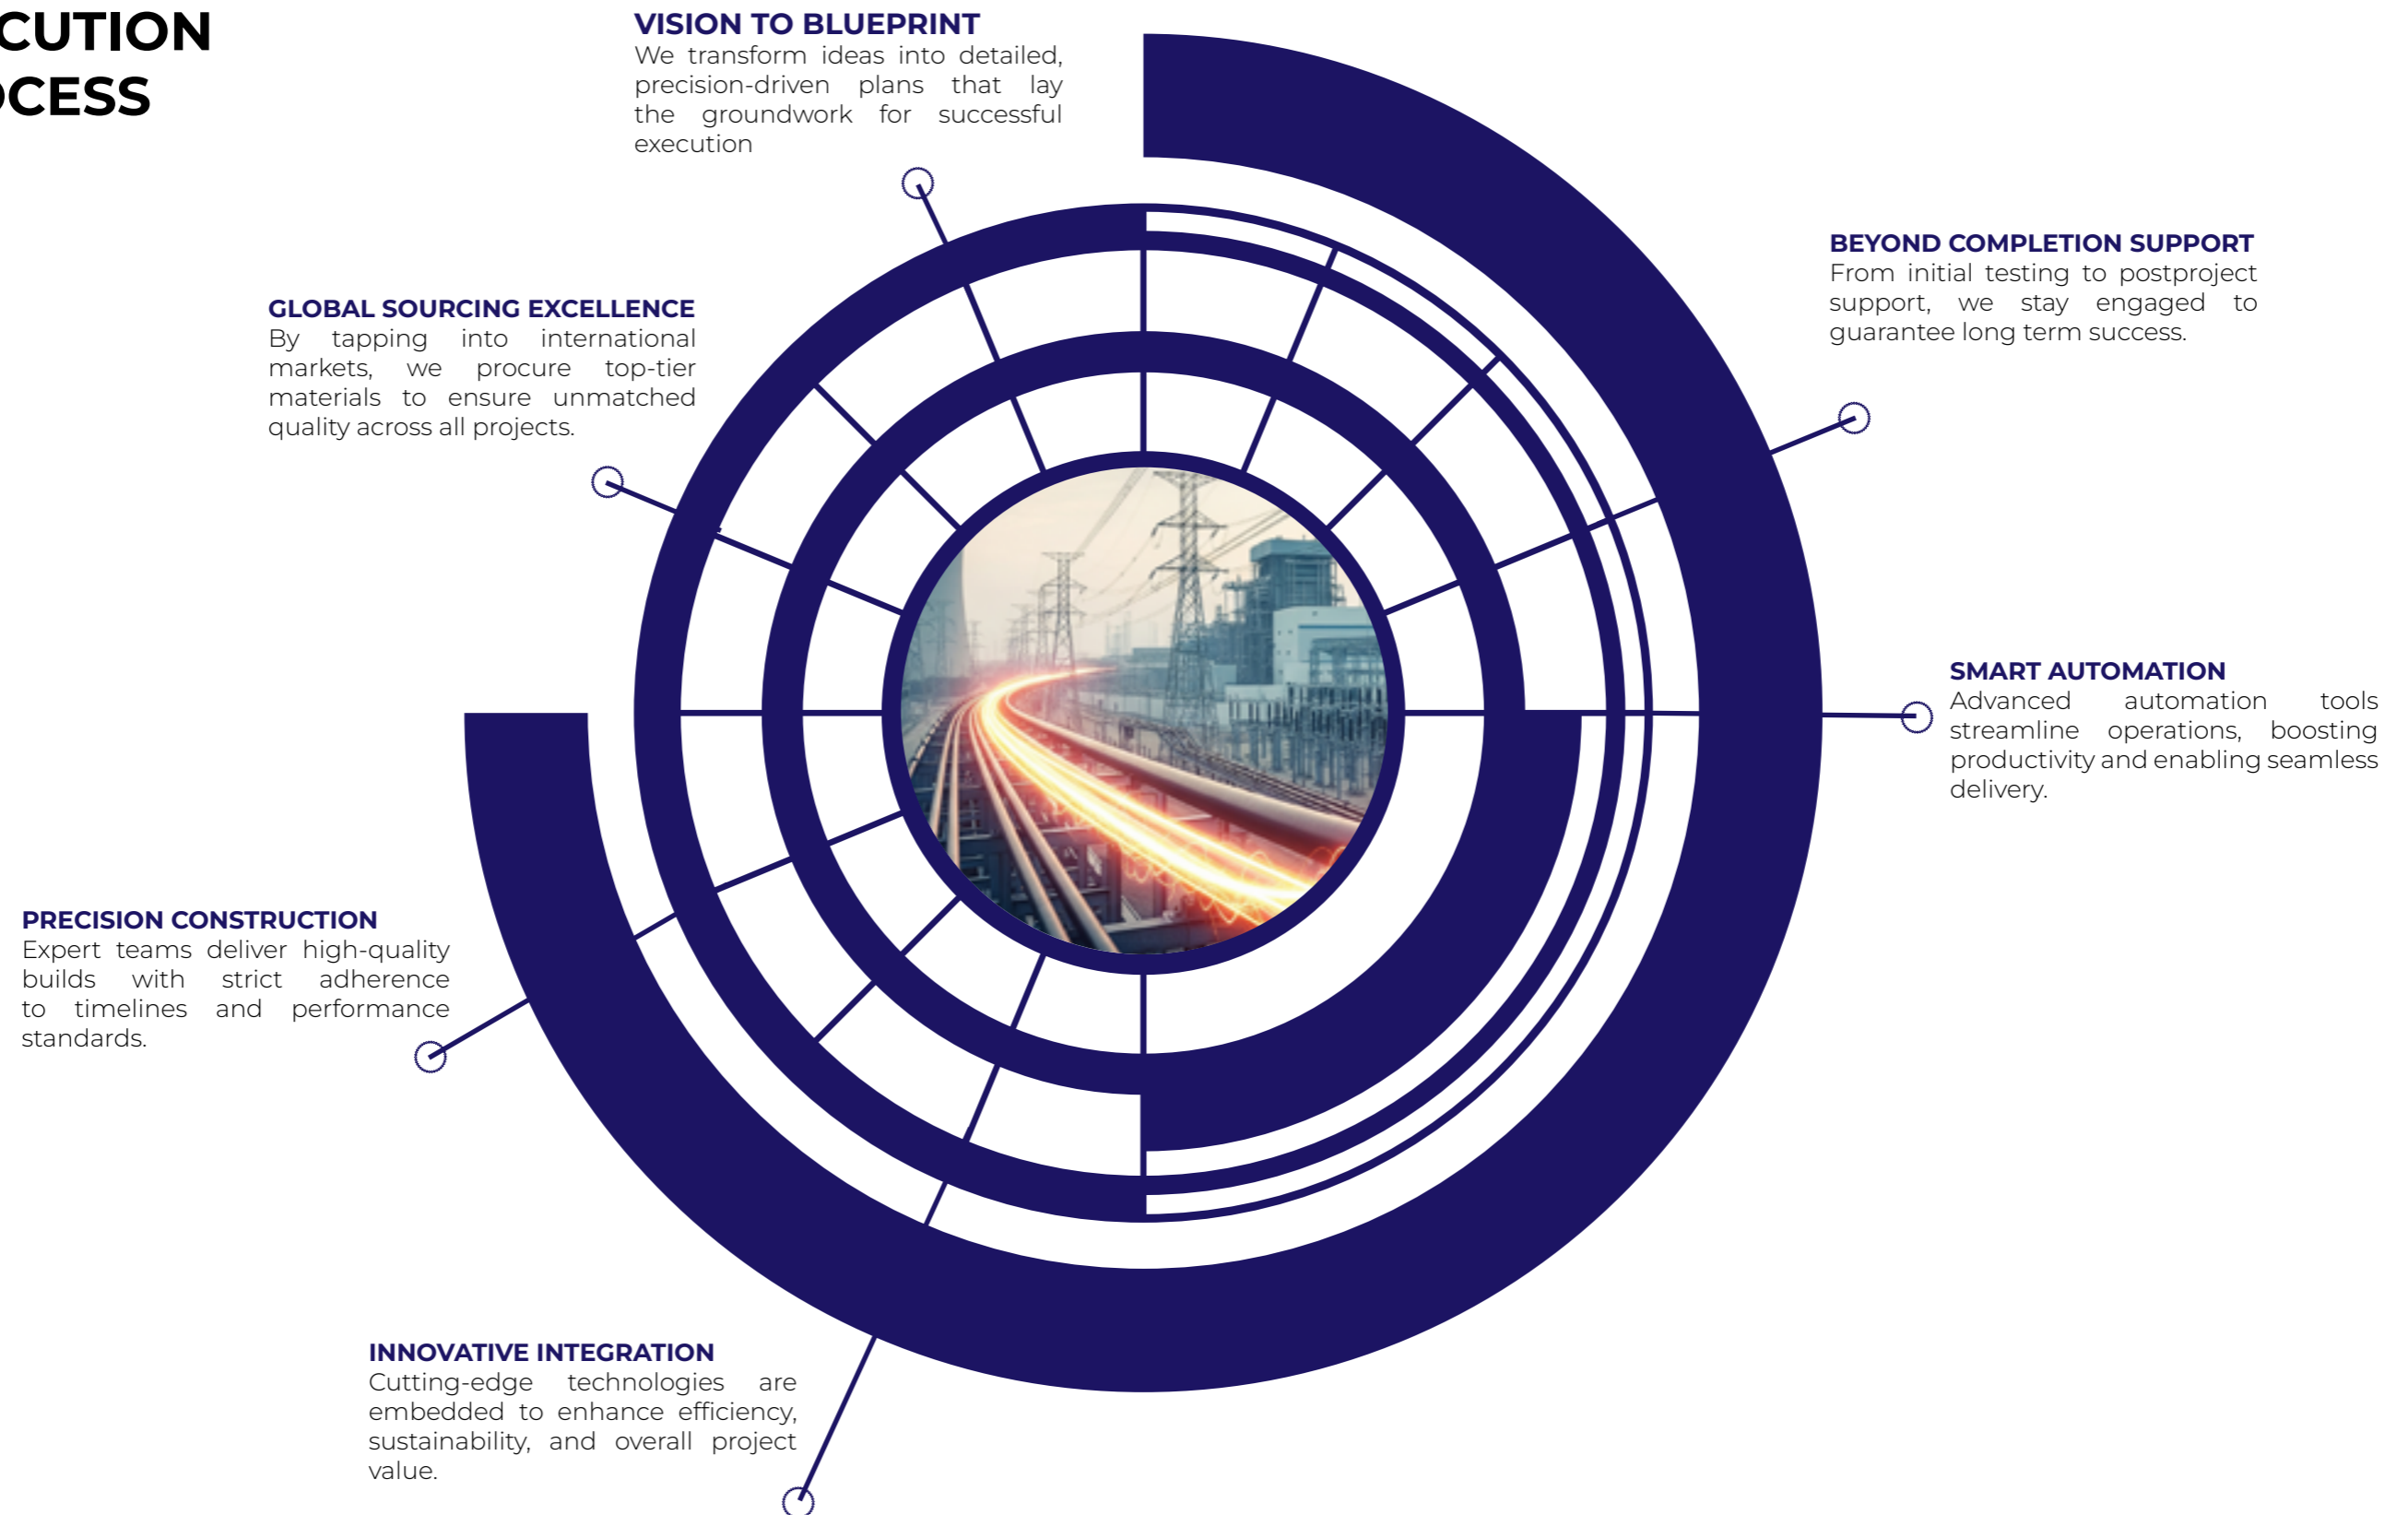 CUTION
OCESS
VISION TO BLUEPRINT
We transform ideas into detailed,
precision-driven plans that lay
the groundwork for successful
execution
GLOBAL SOURCING EXCELLENCE
By tapping into international
markets, we procure top-tier
materials to ensure unmatched
quality across all projects.
BEYOND COMPLETION SUPPORT
From initial testing to postproject
support, we stay engaged to
guarantee long term success.
SMART AUTOMATION
Advanced automation tools
streamline operations, boosting
productivity and enabling seamless
delivery.
PRECISION CONSTRUCTION
Expert teams deliver high-quality
builds with strict adherence
to timelines and performance
standards.
INNOVATIVE INTEGRATION
Cutting-edge technologies are
embedded to enhance efficiency,
sustainability, and overall project
value.